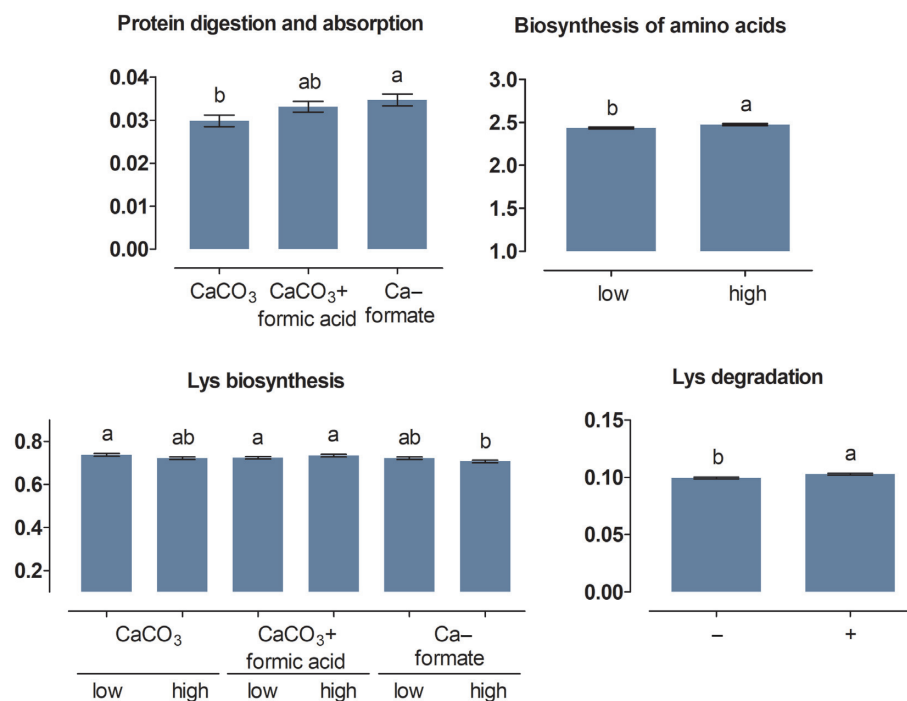 Protein digestion and absorption
0.04
0.03
0.02
0.01
0.00
b
ab
a
CaCO₃
CaCO₃+
formic acid
Ca–
formate
Biosynthesis of amino acids
3.0
2.5
2.0
1.5
1.0
b
a
low
high
Lys biosynthesis
0.8
0.6
0.4
0.2
a
ab
a
a
ab
b
CaCO₃
CaCO₃+
formic acid
Ca–
formate
low
high
low
high
low
high
Lys degradation
0.15
0.10
0.05
0.00
b
a
–
+